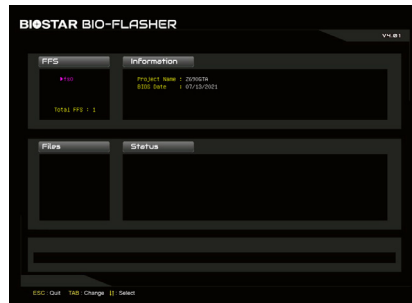 BIOSTAR BIO-FLASHER
V4.01
FFS
Information
Project Name : Z690GTA
BIOS Date : 07/13/2021
Total FFS : 1
Files
Status
ESC : Quit TAB : Change ↑↓ : Select